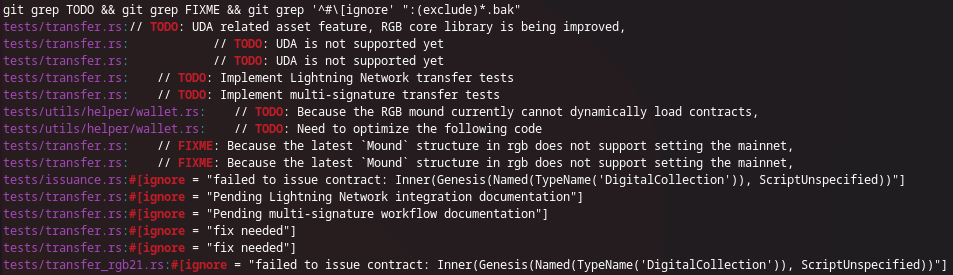 git grep TODO && git grep FIXME && git grep '^#\[ignore' ":(exclude)*.bak"
tests/transfer.rs:// TODO: UDA related asset feature, RGB core library is being improved,
tests/transfer.rs:            // TODO: UDA is not supported yet
tests/transfer.rs:            // TODO: UDA is not supported yet
tests/transfer.rs:    // TODO: Implement Lightning Network transfer tests
tests/transfer.rs:    // TODO: Implement multi-signature transfer tests
tests/utils/helper/wallet.rs:    // TODO: Because the RGB mound currently cannot dynamically load contracts,
tests/utils/helper/wallet.rs:    // TODO: Need to optimize the following code
tests/transfer.rs:    // FIXME: Because the latest `Mound` structure in rgb does not support setting the mainnet,
tests/transfer.rs:    // FIXME: Because the latest `Mound` structure in rgb does not support setting the mainnet,
tests/issuance.rs:#[ignore = "failed to issue contract: Inner(Genesis(Named(TypeName('DigitalCollection')), ScriptUnspecified))"]
tests/transfer.rs:#[ignore = "Pending Lightning Network integration documentation"]
tests/transfer.rs:#[ignore = "Pending multi-signature workflow documentation"]
tests/transfer.rs:#[ignore = "fix needed"]
tests/transfer.rs:#[ignore = "fix needed"]
tests/transfer_rgb21.rs:#[ignore = "failed to issue contract: Inner(Genesis(Named(TypeName('DigitalCollection')), ScriptUnspecified))"]